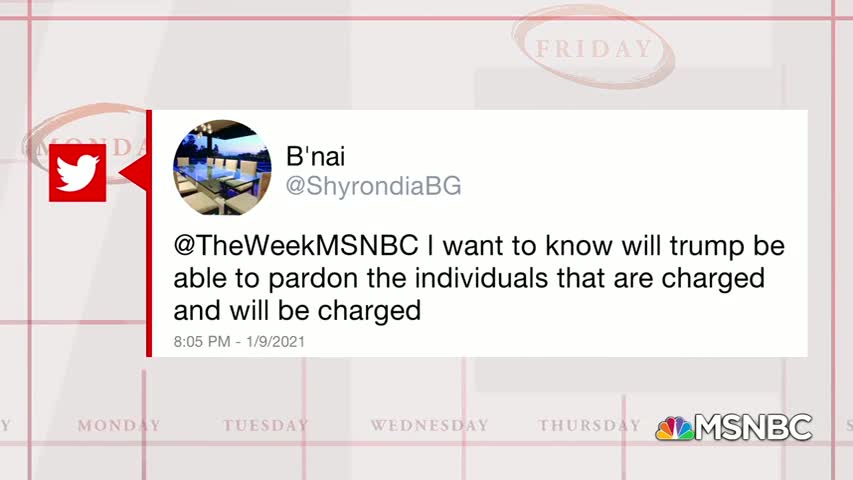 FRIDAY
MONDA
B'nai
@ShyrondiaBG
@TheWeekMSNBC I want to know will trump be
able to pardon the individuals that are charged
and will be charged
8:05 PM - 1/9/2021
Y MONDAY TUESDAY WEDNESDAY THURSDAY S
MSNBC